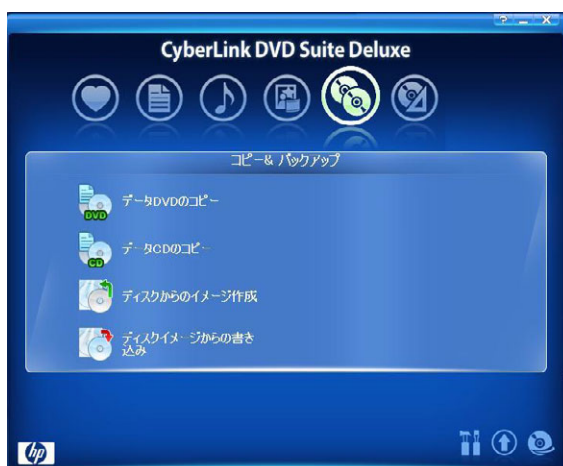 ? _ X
CyberLink DVD Suite Deluxe
コピー& バックアップ
データDVDのコピー
DVD
データCDのコピー
CD
ディスクからのイメージ作成
ディスクイメージからの書き
込み
hp